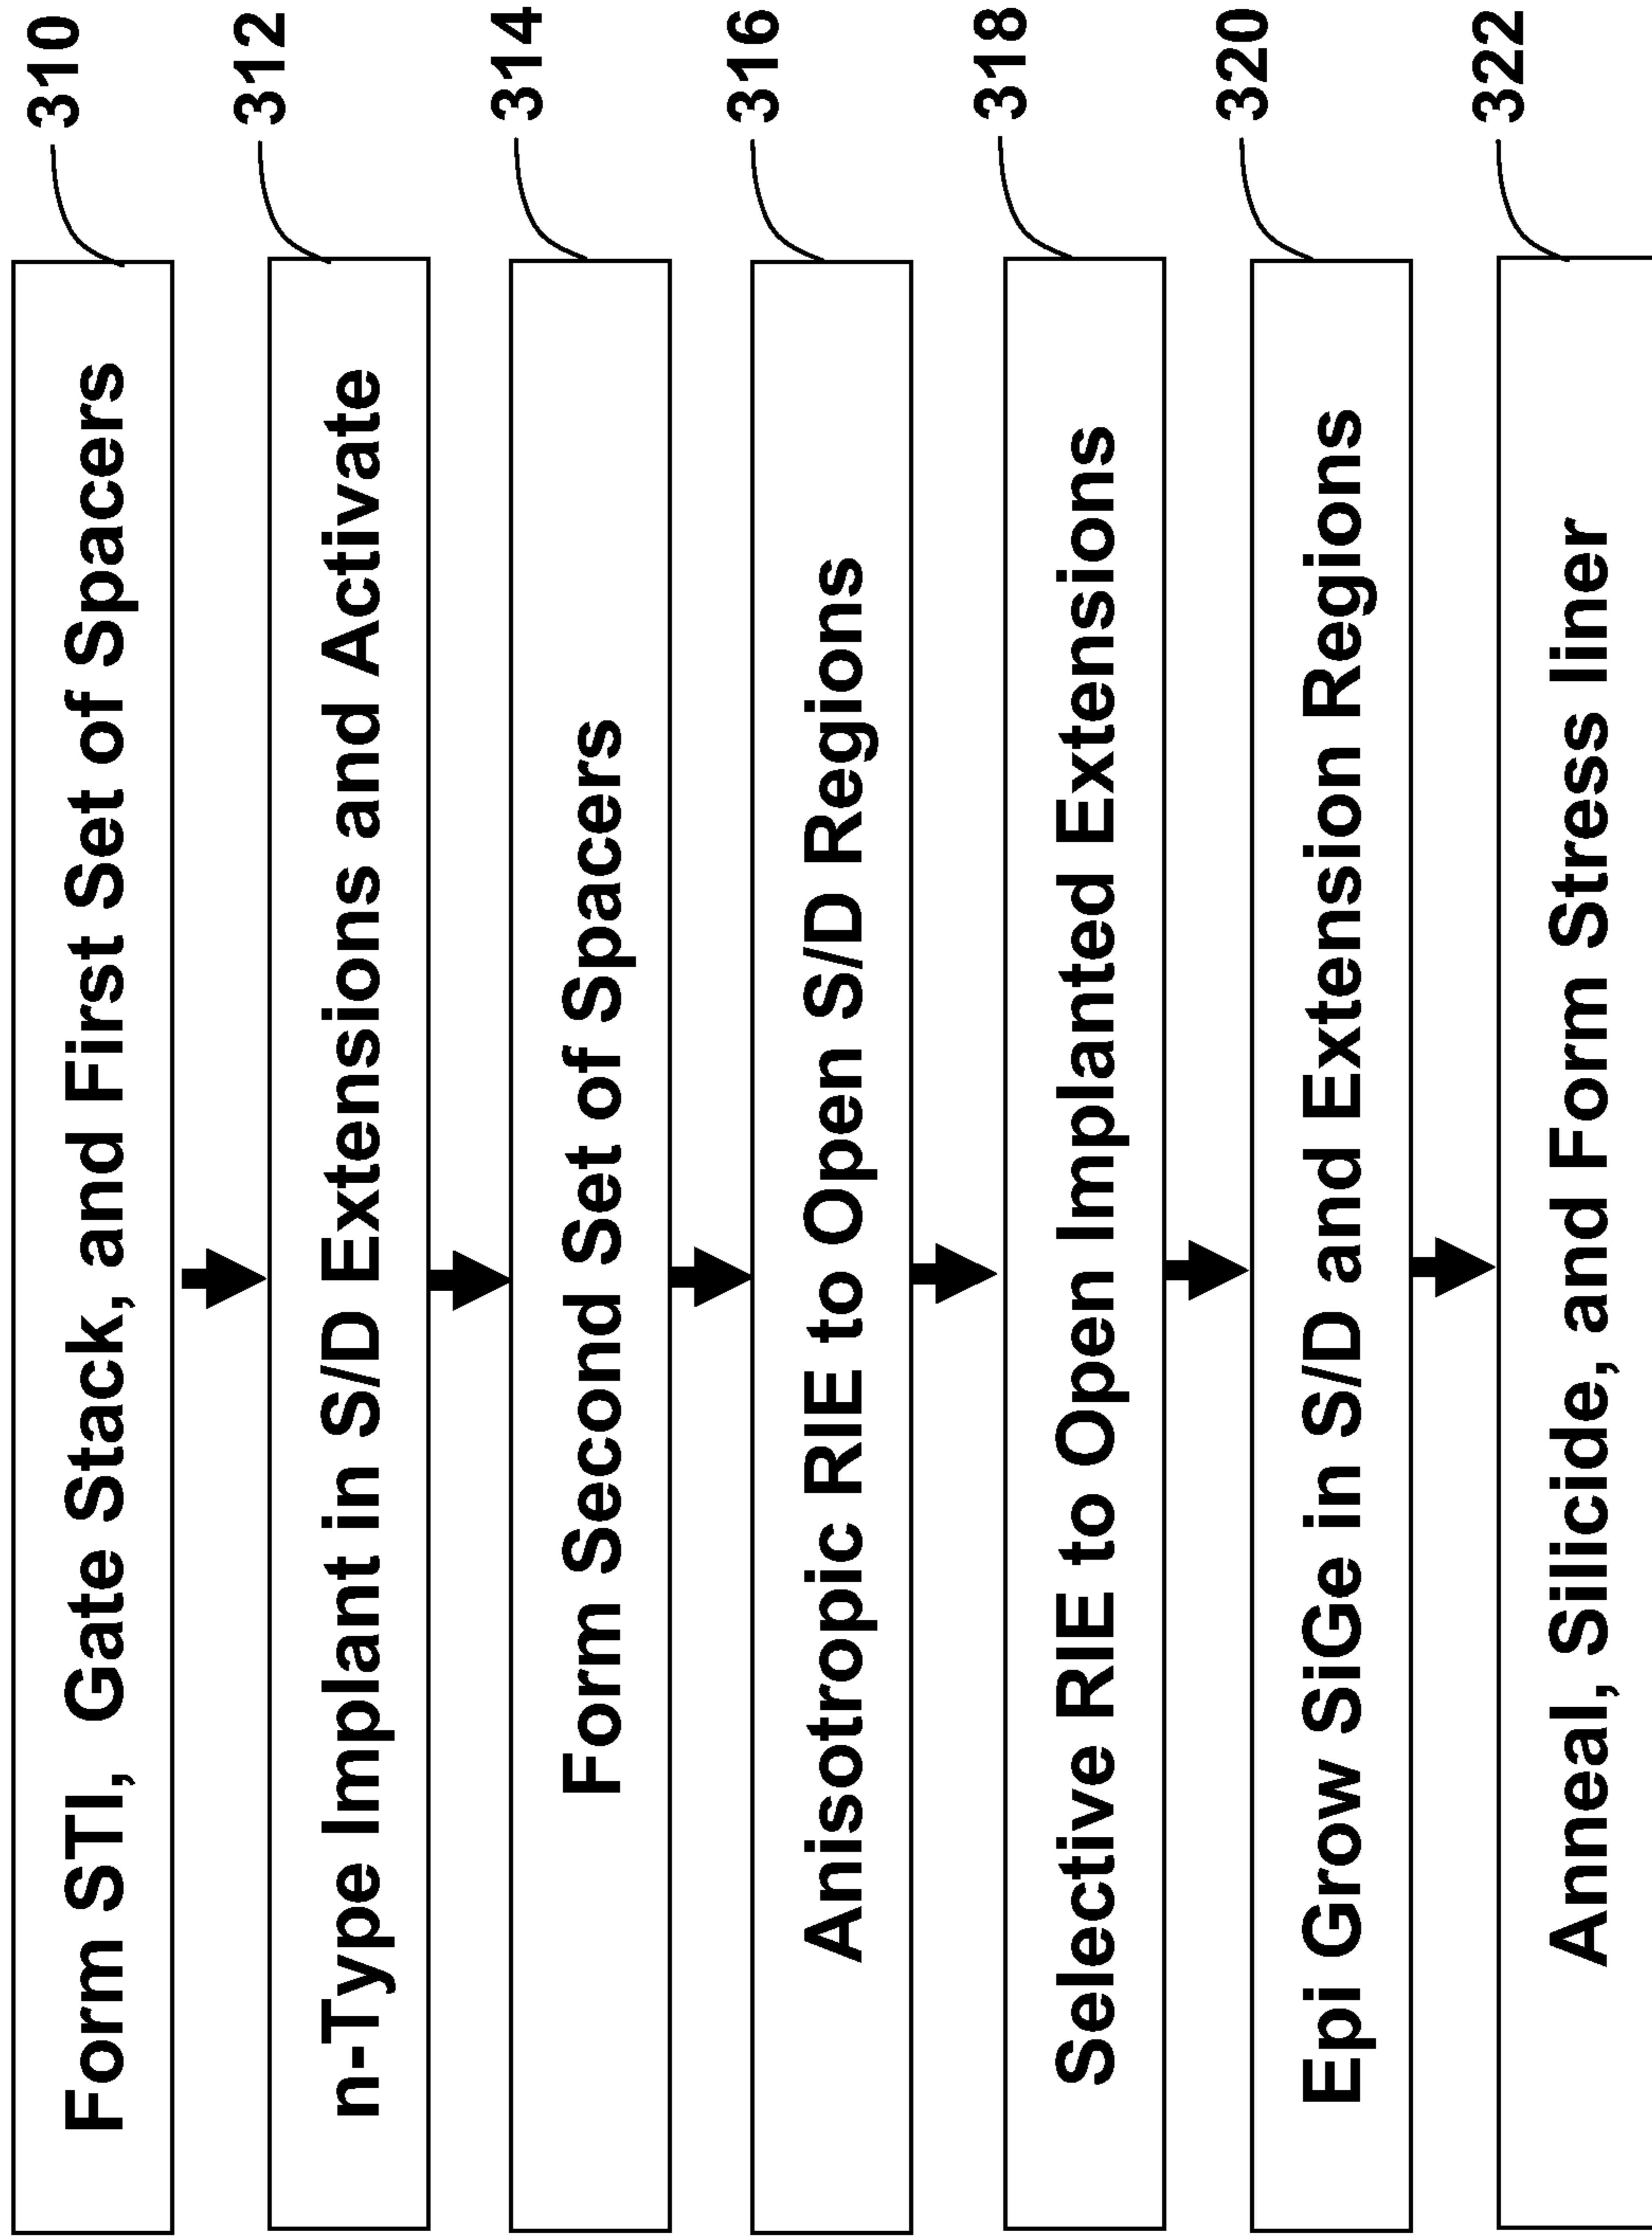 Form STI, Gate Stack, and First Set of Spacers
310
n-Type Implant in S/D Extensions and Activate
312
Form Second Set of Spacers
314
Anisotropic RIE to Open S/D Regions
316
Selective RIE to Open Implanted Extensions
318
Epi Grow SiGe in S/D and Extension Regions
320
Anneal, Silicide, and Form Stress liner
322